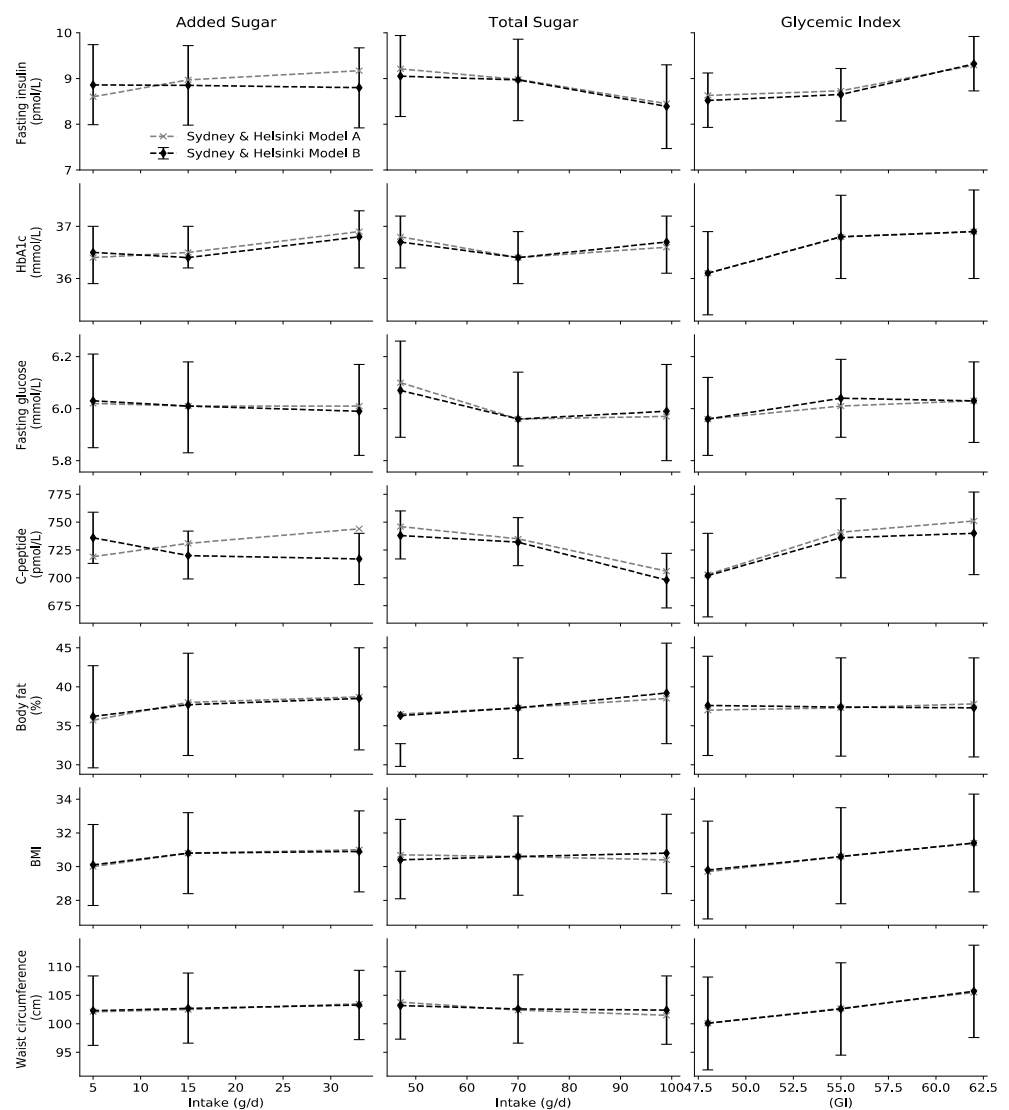 Added Sugar Total Sugar Glycemic Index
Fasting insulin
(pmol/L)
10
9
8
7
Sydney & Helsinki Model A
Sydney & Helsinki Model B
HbA1c
(mmol/L)
37
36
Fasting glucose
(mmol/L)
6.2
6.0
5.8
C-peptide
(pmol/L)
775
750
725
700
675
Body fat
(%)
45
40
35
30
BMI
34
32
30
28
Waist circumference
(cm)
110
105
100
95
5 10 15 20 25 30 50 60 70 80 90 100 47.5 50.0 52.5 55.0 57.5 60.0 62.5
Intake (g/d) Intake (g/d) (GI)